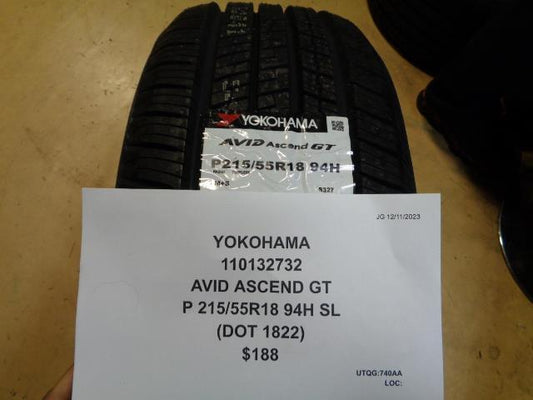 YOKOHAMA
AVID Ascend GT
P215/55R18 94H
M+S
9327
JG 12/11/2023
YOKOHAMA
110132732
AVID ASCEND GT
P 215/55R18 94H SL
(DOT 1822)
$188
UTQG:740AA
LOC: